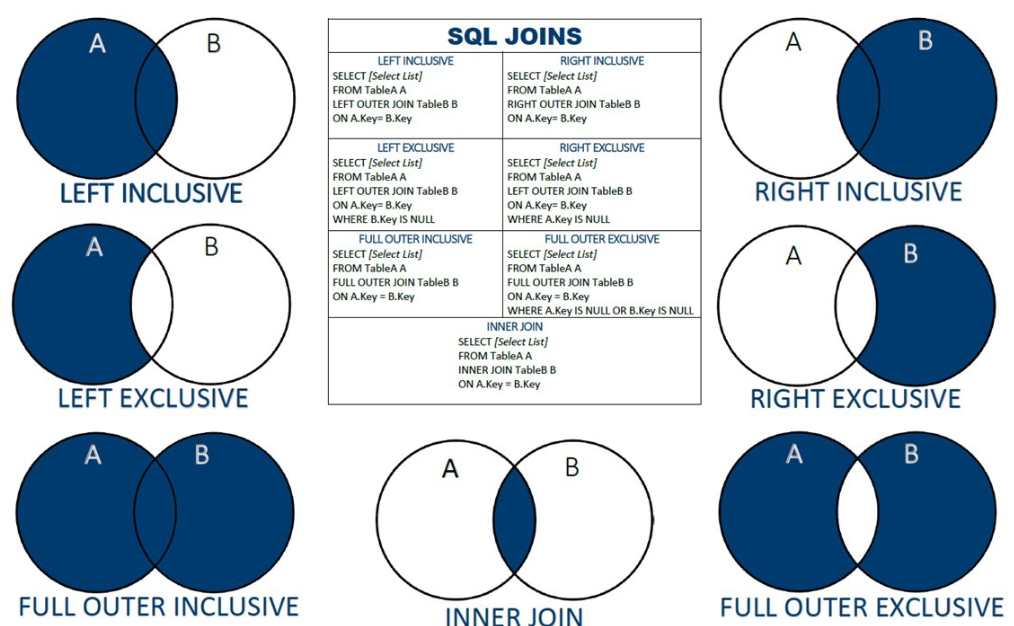 A
B
LEFT INCLUSIVE
SQL JOINS
LEFT INCLUSIVE
SELECT [Select List]
FROM TableA A
LEFT OUTER JOIN TableB B
ON A.Key= B.Key
RIGHT INCLUSIVE
SELECT [Select List]
FROM TableA A
RIGHT OUTER JOIN TableB B
ON A.Key= B.Key
LEFT EXCLUSIVE
SELECT [Select List]
FROM TableA A
LEFT OUTER JOIN TableB B
ON A.Key= B.Key
WHERE B.Key IS NULL
RIGHT EXCLUSIVE
SELECT [Select List]
FROM TableA A
LEFT OUTER JOIN TableB B
ON A.Key= B.Key
WHERE A.Key IS NULL
FULL OUTER INCLUSIVE
SELECT [Select List]
FROM TableA A
FULL OUTER JOIN TableB B
ON A.Key = B.Key
FULL OUTER EXCLUSIVE
SELECT [Select List]
FROM TableA A
FULL OUTER JOIN TableB B
ON A.Key = B.Key
WHERE A.Key IS NULL OR B.Key IS NULL
INNER JOIN
SELECT [Select List]
FROM TableA A
INNER JOIN TableB B
ON A.Key = B.Key
A
B
RIGHT INCLUSIVE
A
B
LEFT EXCLUSIVE
A
B
RIGHT EXCLUSIVE
A
B
FULL OUTER INCLUSIVE
A
B
INNER JOIN
A
B
FULL OUTER EXCLUSIVE